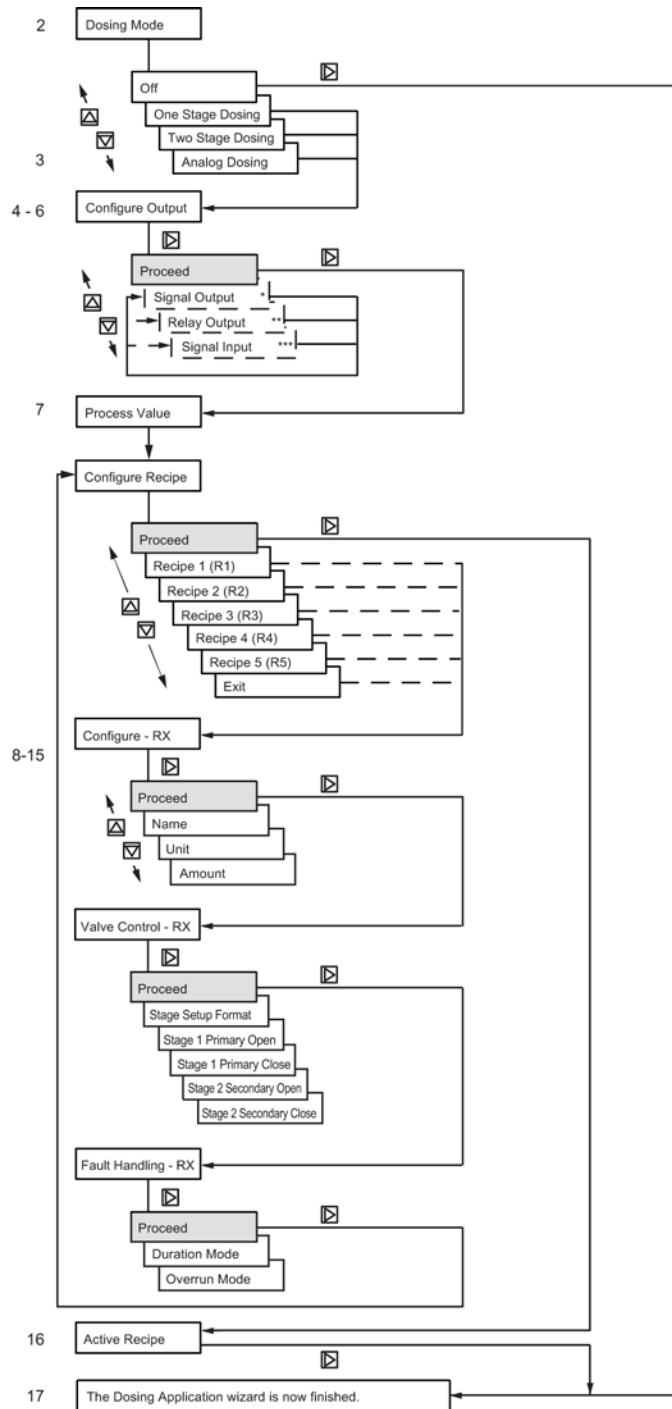 2
Dosing Mode
Off
One Stage Dosing
Two Stage Dosing
3
Analog Dosing
4 - 6
Configure Output
Proceed
Signal Output *
Relay Output **
Signal Input ***
7
Process Value
Configure Recipe
Proceed
Recipe 1 (R1)
Recipe 2 (R2)
Recipe 3 (R3)
Recipe 4 (R4)
Recipe 5 (R5)
Exit
Configure - RX
8-15
Proceed
Name
Unit
Amount
Valve Control - RX
Proceed
Stage Setup Format
Stage 1 Primary Open
Stage 1 Primary Close
Stage 2 Secondary Open
Stage 2 Secondary Close
Fault Handling - RX
Proceed
Duration Mode
Overrun Mode
16
Active Recipe
17
The Dosing Application wizard is now finished.